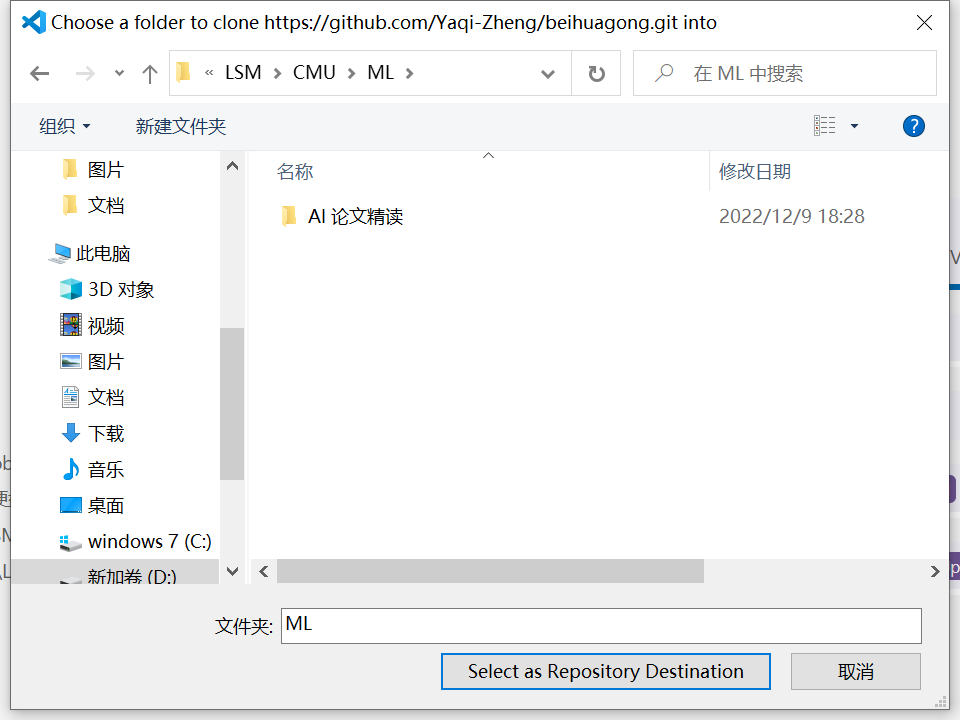 Choose a folder to clone https://github.com/Yaqi-Zheng/beihuagong.git into
« LSM > CMU > ML >
在 ML 中搜索
组织
新建文件夹
?
名称
修改日期
AI 论文精读
2022/12/9 18:28
图片
文档
此电脑
3D 对象
视频
图片
文档
下载
音乐
桌面
windows 7 (C:)
新加卷 (D:)
文件夹:
ML
Select as Repository Destination
取消